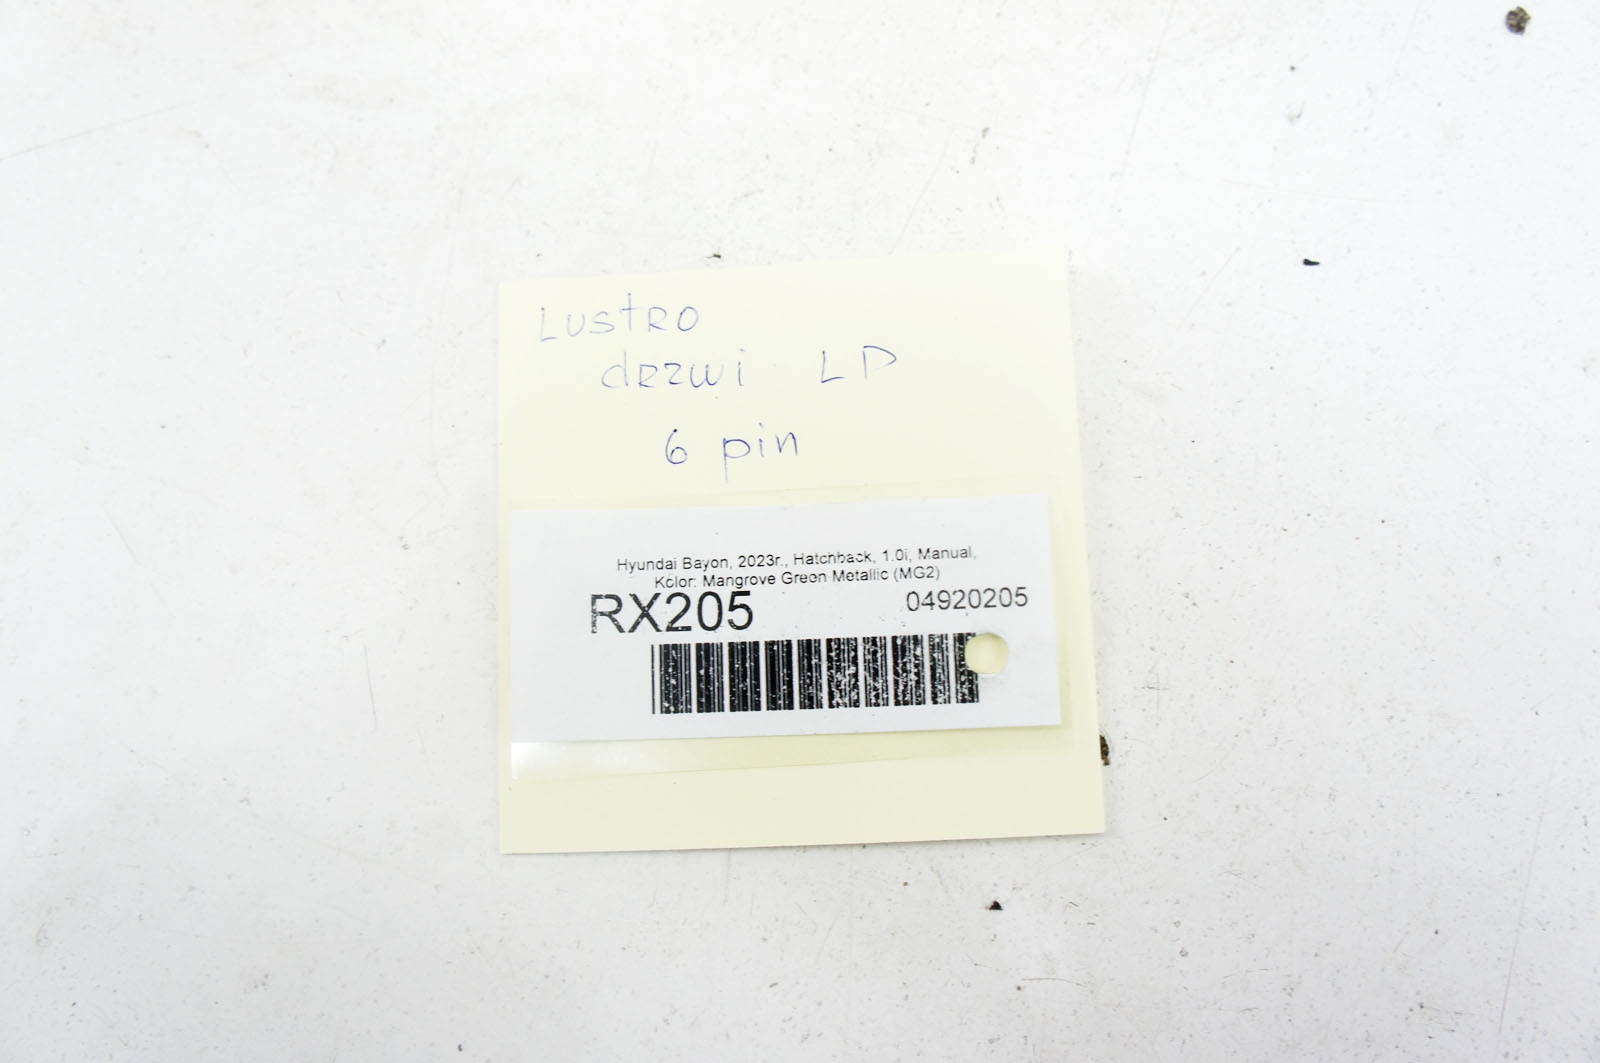 Lustro
drzwi LP
6 pin
Hyundai Bayon, 2023r., Hatchback, 1.0i, Manual,
Kolor: Mangrove Green Metallic (MG2)
RX205 04920205